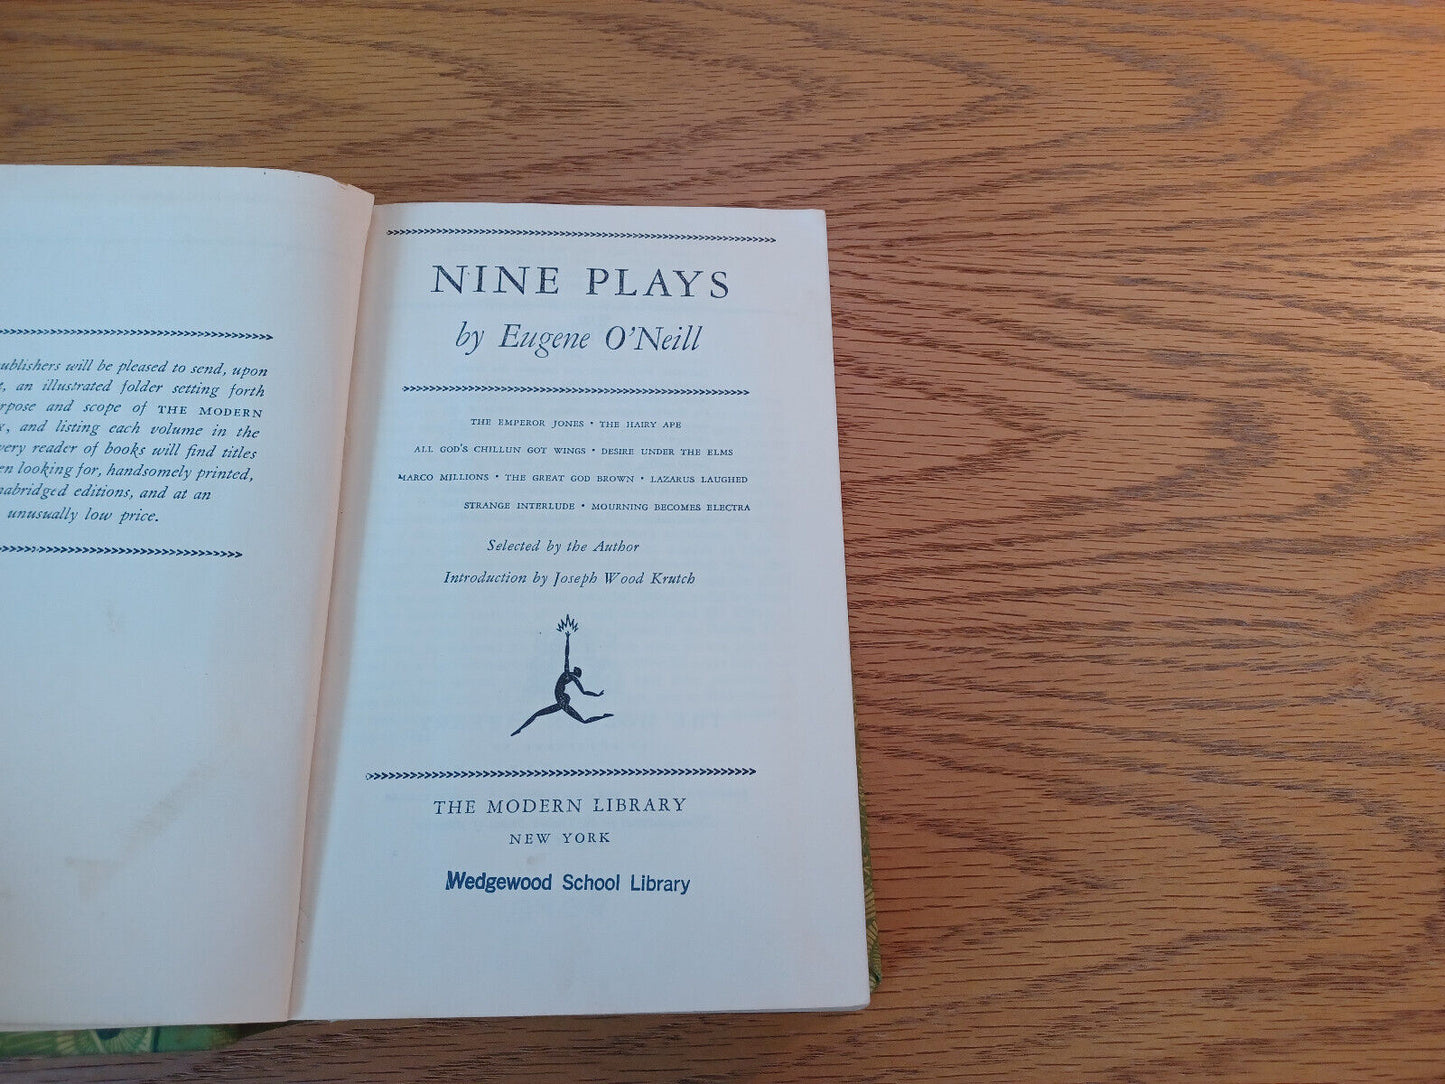 ublishers will be pleased to send, upon
, an illustrated folder setting forth
rpose and scope of THE MODERN
, and listing each volume in the
very reader of books will find titles
en looking for, handsomely printed,
nabridged editions, and at an
unusually low price.
NINE PLAYS
by Eugene O'Neill
THE EMPEROR JONES • THE HAIRY APE
ALL GOD'S CHILLUN GOT WINGS • DESIRE UNDER THE ELMS
MARCO MILLIONS • THE GREAT GOD BROWN • LAZARUS LAUGHED
STRANGE INTERLUDE • MOURNING BECOMES ELECTRA
Selected by the Author
Introduction by Joseph Wood Krutch
THE MODERN LIBRARY
NEW YORK
Wedgewood School Library